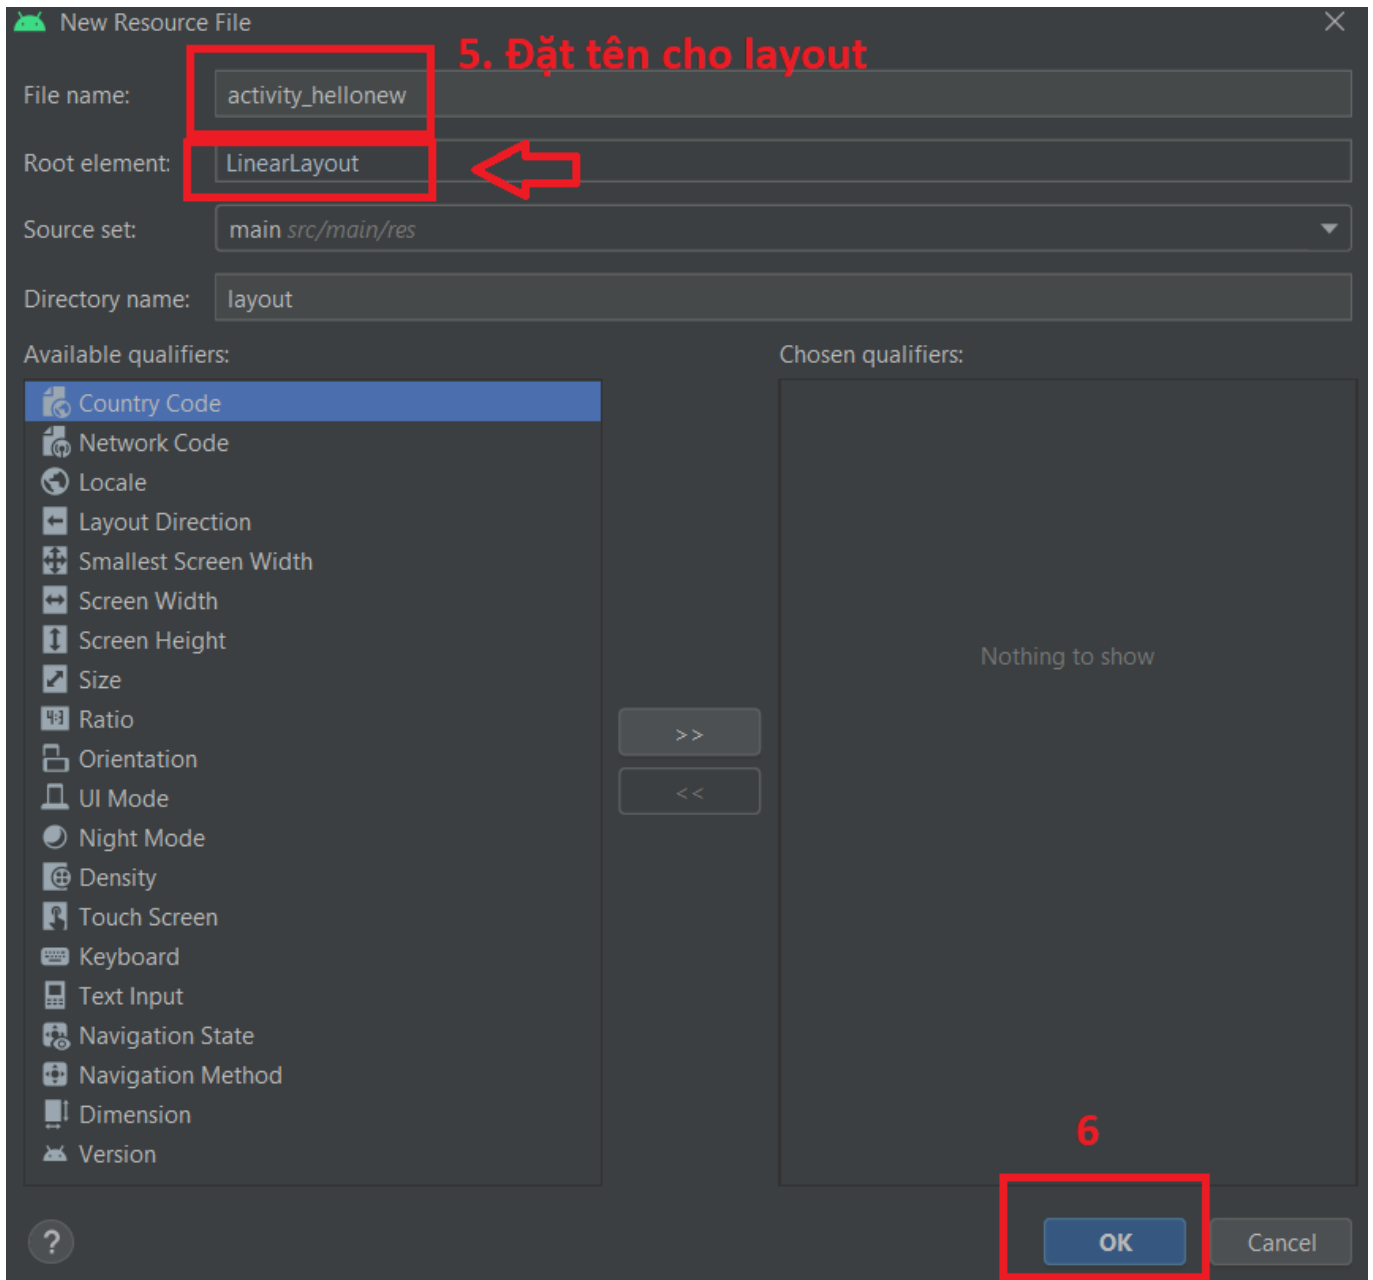 New Resource File
5. Đặt tên cho layout
File name:
activity_hellonew
Root element:
LinearLayout
Source set:
main src/main/res
Directory name:
layout
Available qualifiers:
Chosen qualifiers:
Country Code
Network Code
Locale
Layout Direction
Smallest Screen Width
Screen Width
Screen Height
Size
Ratio
Orientation
UI Mode
Night Mode
Density
Touch Screen
Keyboard
Text Input
Navigation State
Navigation Method
Dimension
Version
>>
<<
Nothing to show
6
?
OK
Cancel